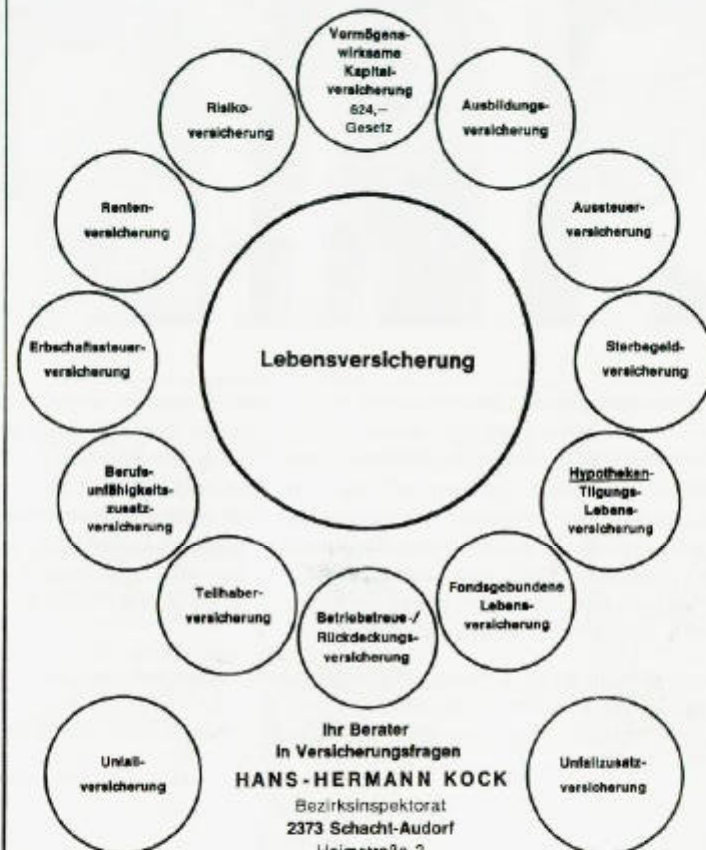 Vermögens-
wirksame
Kapital-
versicherung
624,—
Gesetz
Ausbildungs-
versicherung
Aussteuer-
versicherung
Sterbegeld-
versicherung
Hypotheken-
Tilgungs-
Lebens-
versicherung
Fondsgebundene
Lebens-
versicherung
Betriebstreue-/
Rückdeckungs-
versicherung
Teilhaber-
versicherung
Berufs-
unfähigkeits-
zusatz-
versicherung
Erbschaftssteuer-
versicherung
Renten-
versicherung
Risiko-
versicherung
Lebensversicherung
Unfall-
versicherung
Ihr Berater
in Versicherungsfragen
HANS-HERMANN KOCK
Bezirksinspektorat
2373 Schacht-Audorf
Unfallzusatz-
versicherung